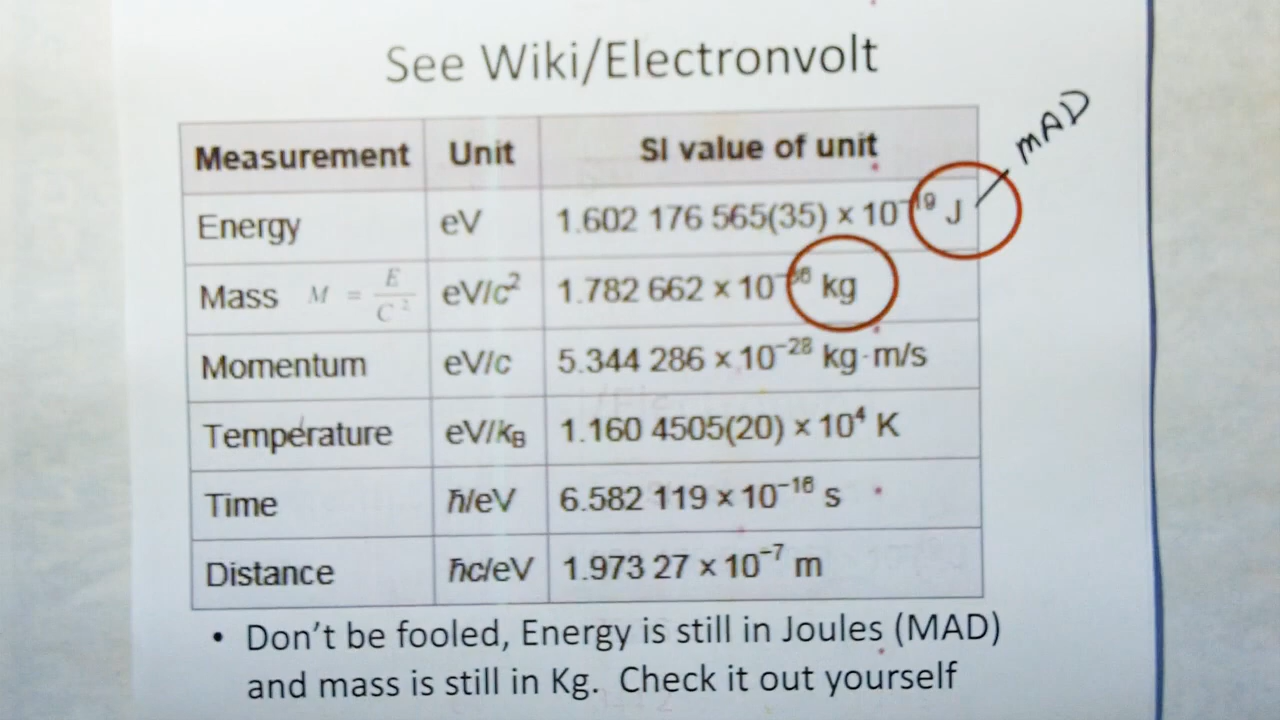 See Wiki/Electronvolt
MAD
Measurement Unit SI value of unit
Energy eV 1.602 176 565(35) × 10⁻¹⁹ J
Mass M = E/C² eV/c² 1.782 662 × 10⁻³⁶ kg
Momentum eV/c 5.344 286 × 10⁻²⁸ kg·m/s
Temperature eV/kB 1.160 4505(20) × 10⁴ K
Time ħ/eV 6.582 119 × 10⁻¹⁶ s
Distance ħc/eV 1.973 27 × 10⁻⁷ m
• Don't be fooled, Energy is still in Joules (MAD)
and mass is still in Kg. Check it out yourself